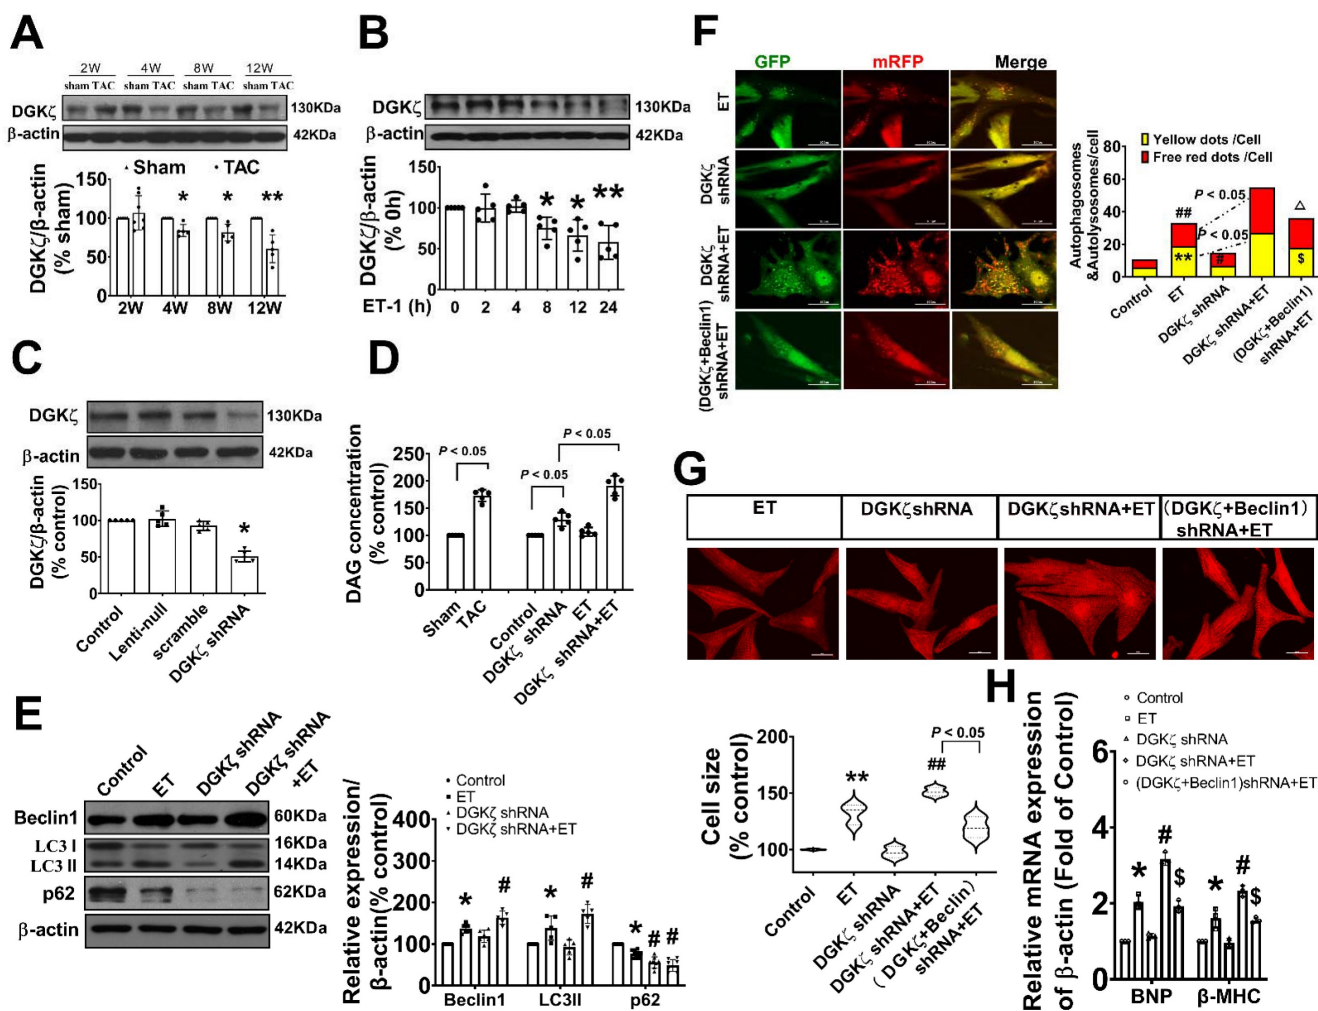 A
2W 4W 8W 12W
sham TAC sham TAC sham TAC sham TAC
DGKζ 130KDa
β-actin 42KDa
Sham TAC
DGKζ/β-actin
(% sham)
150
100
50
0
* * **
2W 4W 8W 12W
B
DGKζ 130KDa
β-actin 42KDa
DGKζ/β-actin
(% 0h)
150
100
50
0
* * **
ET-1 (h) 0 2 4 8 12 24
C
DGKζ 130KDa
β-actin 42KDa
DGKζ/β-actin
(% control)
150
100
50
0
*
Control
Lenti-null
scramble
DGKζ shRNA
D
DAG concentration
(% control)
250
200
150
100
50
0
P < 0.05
P < 0.05
P < 0.05
Sham
TAC
Control
DGKζ shRNA
ET
DGKζ shRNA+ET
E
Control
ET
DGKζ shRNA
DGKζ shRNA
+ET
Beclin1 60KDa
LC3 I 16KDa
LC3 II 14KDa
p62 62KDa
β-actin 42KDa
Relative expression/
β-actin(% control)
400
300
200
100
0
Control
ET
DGKζ shRNA
DGKζ shRNA+ET
* # * # * # #
Beclin1 LC3II p62
F
GFP mRFP Merge
ET
DGKζ
shRNA
DGKζ
shRNA+ET
(DGKζ+Beclin1)
shRNA+ET
Yellow dots /Cell
Free red dots /Cell
Autophagosomes
&Autolysosomes/cell
80
60
40
20
0
##
**
#
P < 0.05
P < 0.05
△
$
Control
ET
DGKζ shRNA
DGKζ shRNA+ET
(DGKζ+Beclin1)
shRNA+ET
G
ET DGKζshRNA DGKζshRNA+ET (DGKζ+Beclin1)
shRNA+ET
Cell size
(% control)
200
150
100
**
##
P < 0.05
Control
ET
DGKζ shRNA
DGKζ shRNA+ET
( DGKζ+Beclin)
shRNA+ET
H
Control
ET
DGKζ shRNA
DGKζ shRNA+ET
(DGKζ+Beclin1)shRNA+ET
Relative mRNA expression
of β-actin (Fold of Control)
6
4
2
0
* # $ * # $
BNP β-MHC